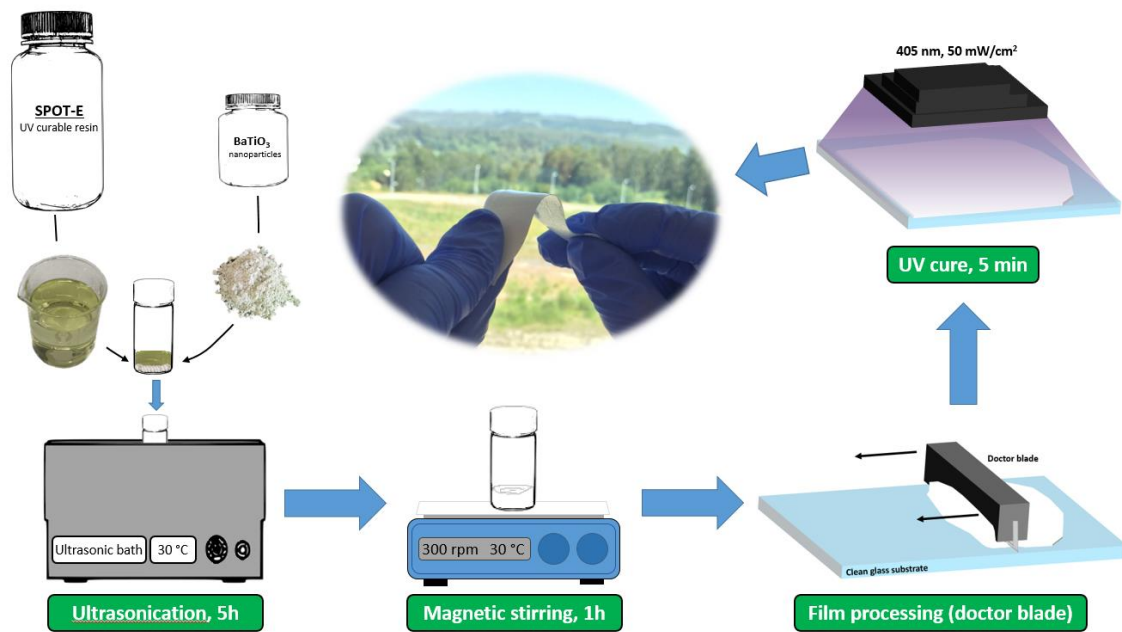 SPOT-E
UV curable resin
BaTiO₃
nanoparticles
405 nm, 50 mW/cm²
UV cure, 5 min
Ultrasonic bath
30 °C
Ultrasonication, 5h
300 rpm 30 °C
Magnetic stirring, 1h
Doctor blade
Clean glass substrate
Film processing (doctor blade)